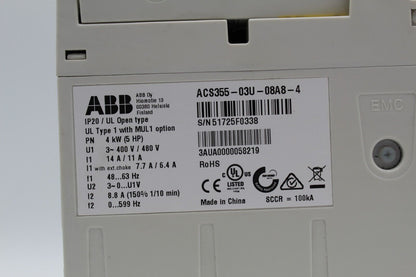 ABB
ABB Oy
Hiomotie 13
00380 Helsinki
Finland
IP20 / UL Open type
UL Type 1 with MUL1 option
PN 4 kW (5 HP)
U1 3~ 400 V / 480 V
I1 14 A / 11 A
I1 with ext.choke 7.7 A / 6.4 A
f1 48...63 Hz
U2 3~ 0...U1V
I2 8.8 A (150% 1/10 min)
f2 0...599 Hz
ACS355-03U-08A8-4
S/N 51725F0338
3AUA0000058219
RoHS
C UL US
LISTED
Made in China
SCCR = 100kA
EMC